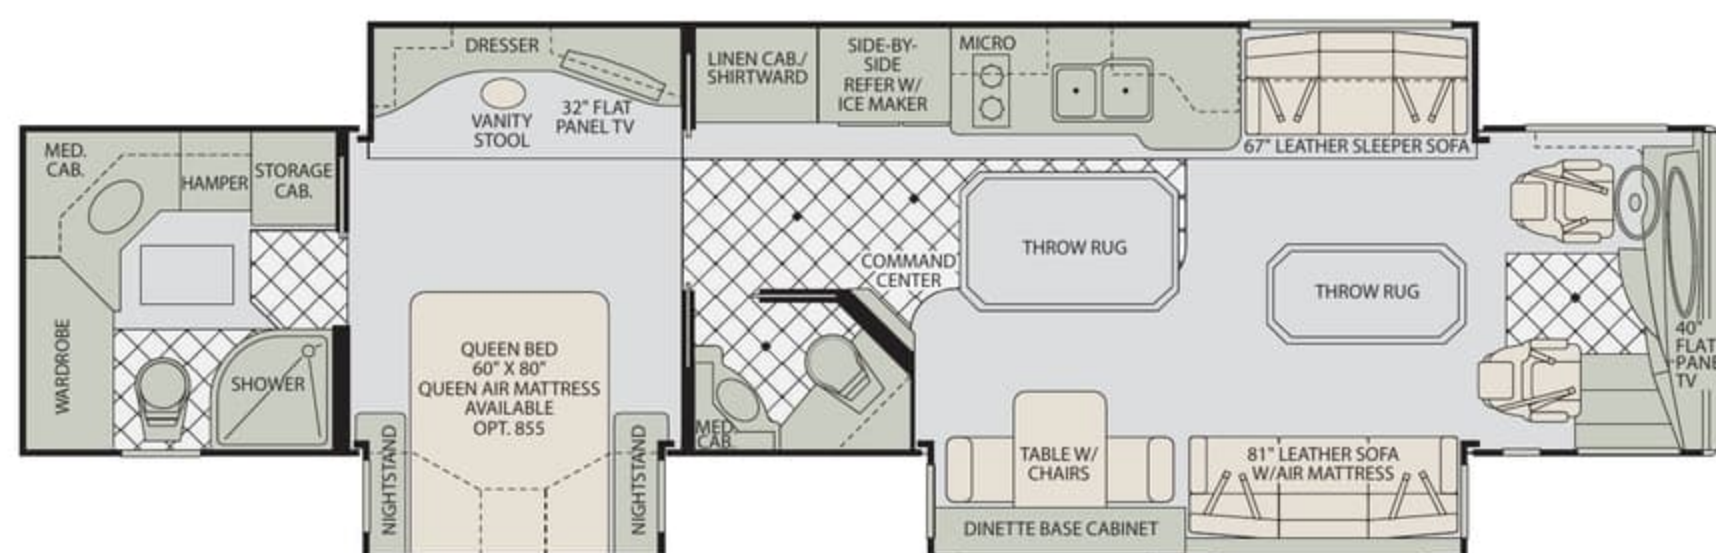 MED.
CAB.
HAMPER
STORAGE
CAB.
WARDROBE
SHOWER
DRESSER
VANITY
STOOL
32" FLAT
PANEL TV
QUEEN BED
60" X 80"
QUEEN AIR MATTRESS
AVAILABLE
OPT. 855
NIGHTSTAND
NIGHTSTAND
LINEN CAB./
SHIRTWARD
SIDE-BY-
SIDE
REFER W/
ICE MAKER
MICRO
67" LEATHER SLEEPER SOFA
COMMAND
CENTER
THROW RUG
THROW RUG
MED.
CAB.
TABLE W/
CHAIRS
DINETTE BASE CABINET
81" LEATHER SOFA
W/AIR MATTRESS
40"
FLAT
PANE
TV